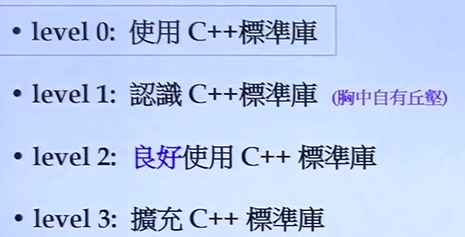 • level 0: 使用 C++標準庫
• level 1: 認識 C++標準庫 (胸中自有丘壑)
• level 2: 良好使用 C++ 標準庫
• level 3: 擴充 C++ 標準庫